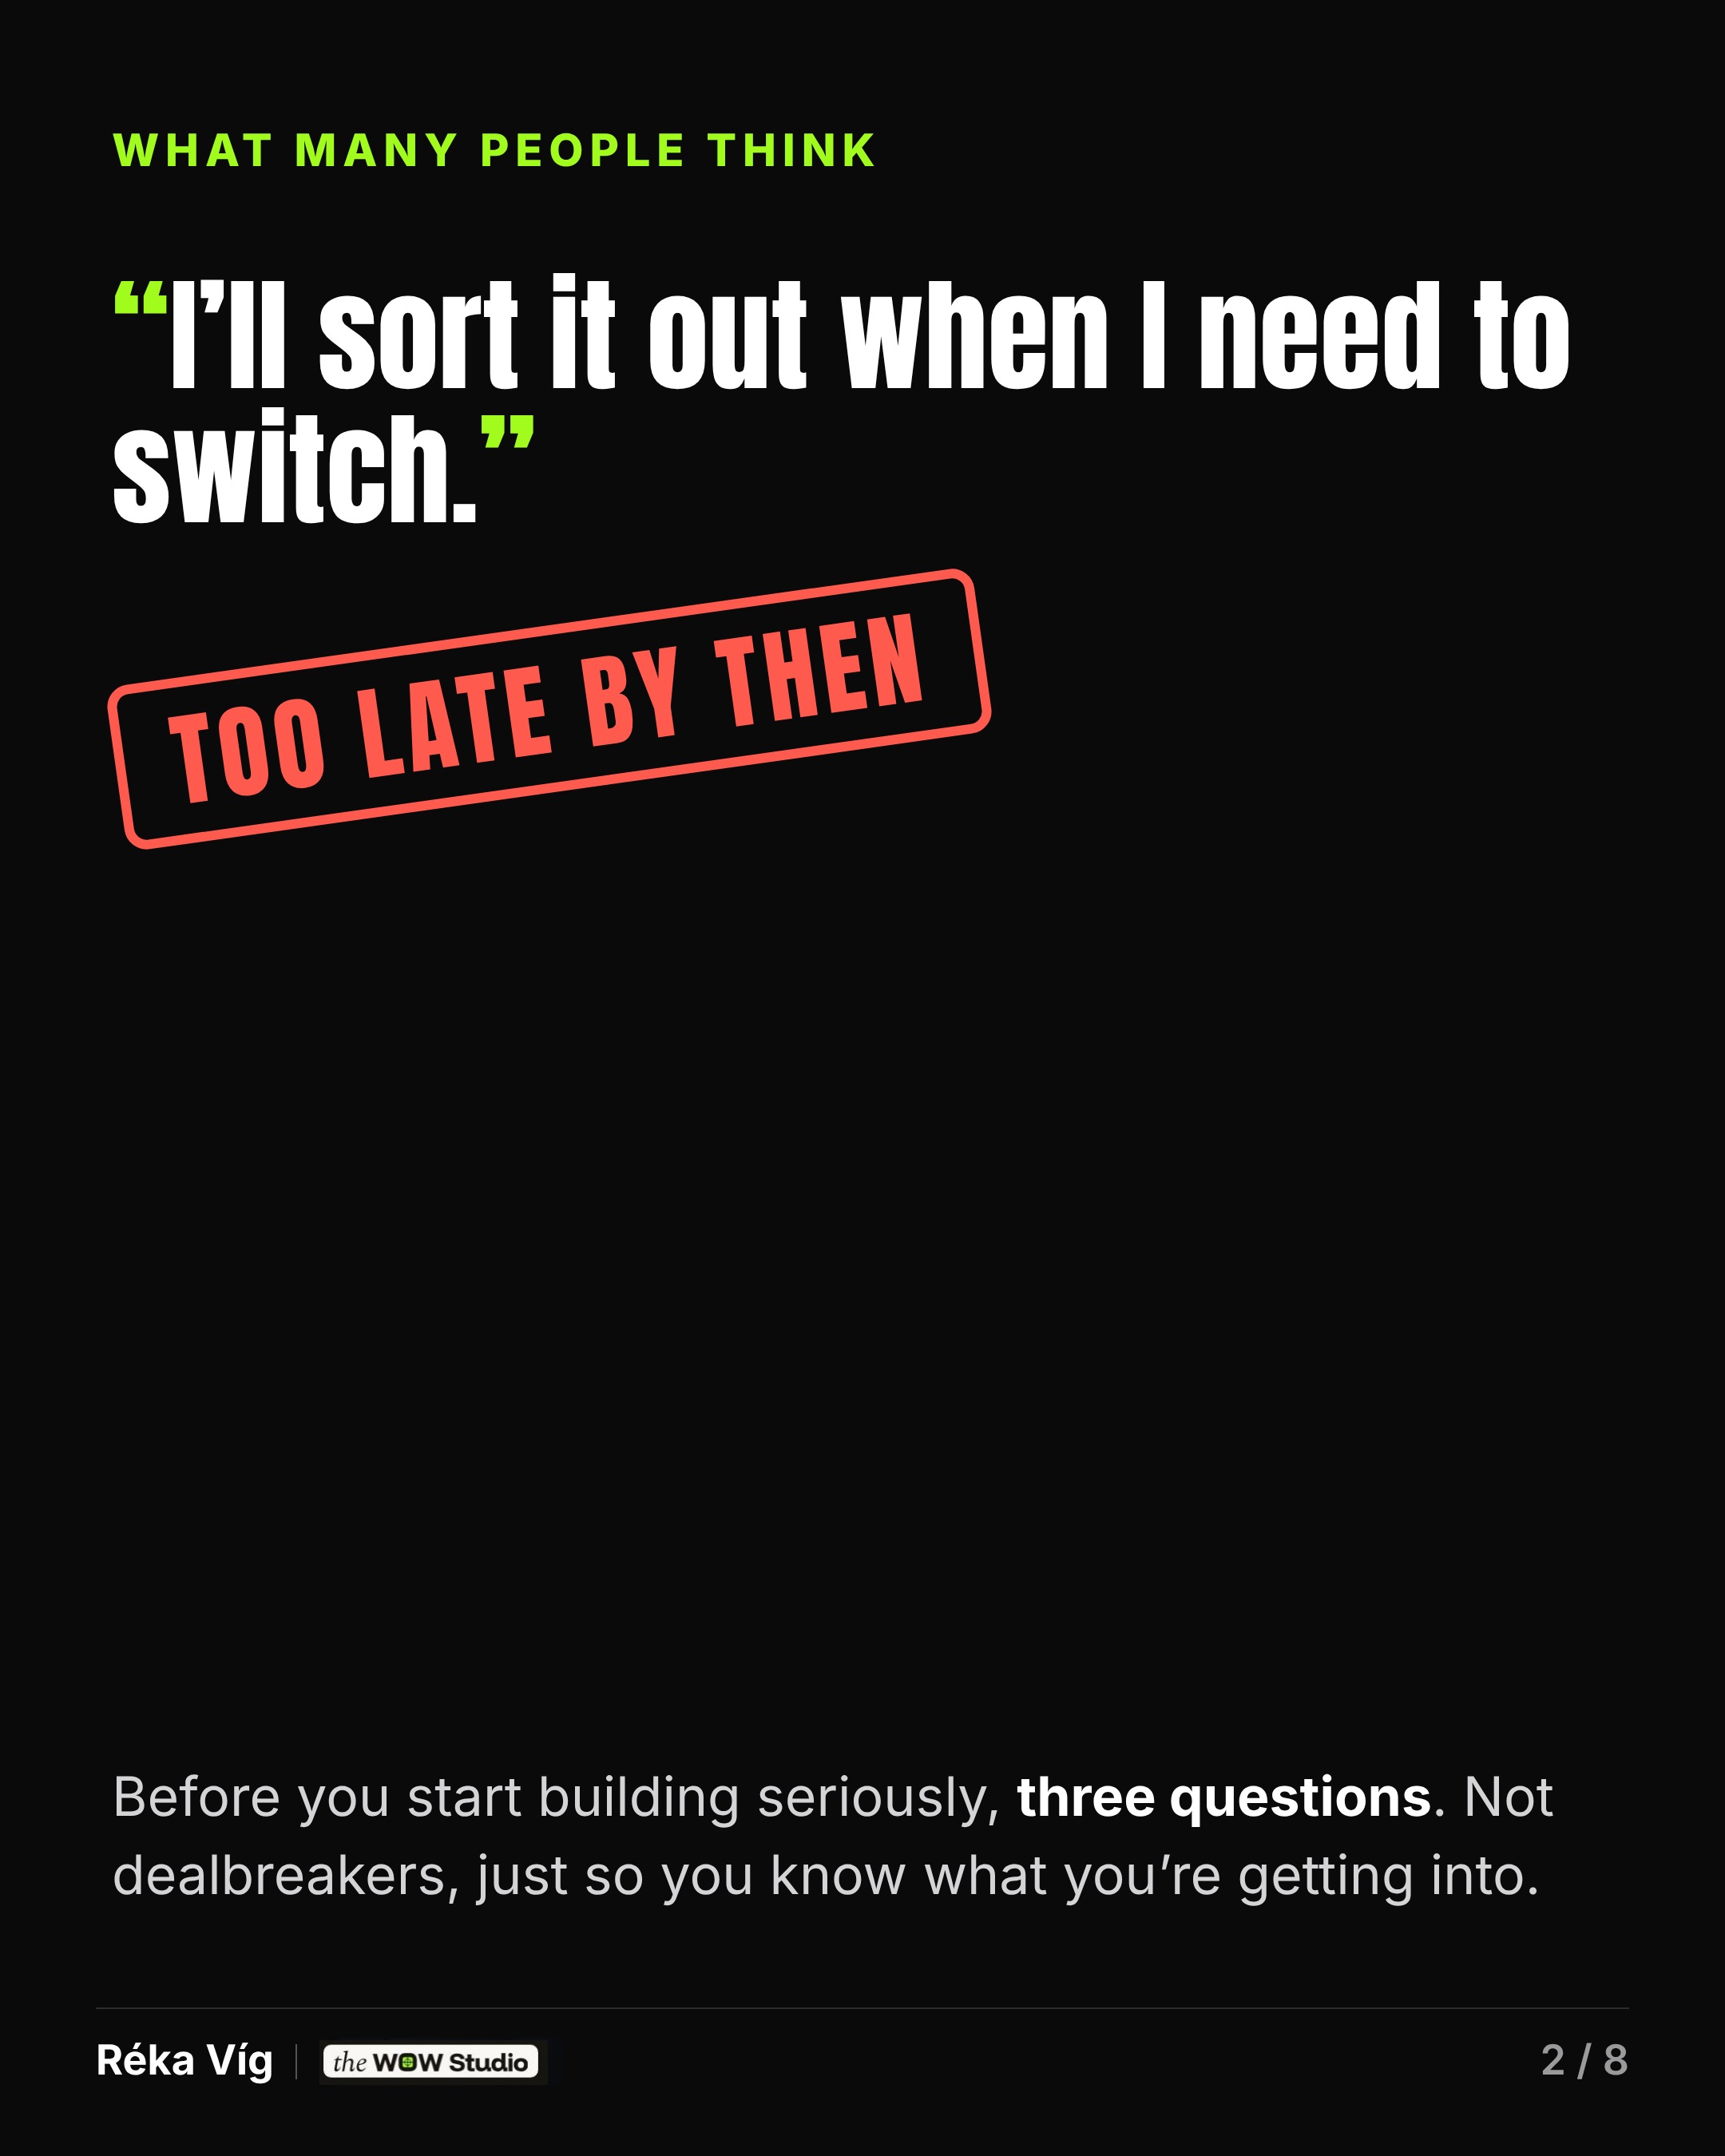 WHAT MANY PEOPLE THINK
“I’ll sort it out when I need to
switch.”
TOO LATE BY THEN
Before you start building seriously, three questions. Not
dealbreakers, just so you know what you’re getting into.
Réka Víg
the WOW Studio
2 / 8